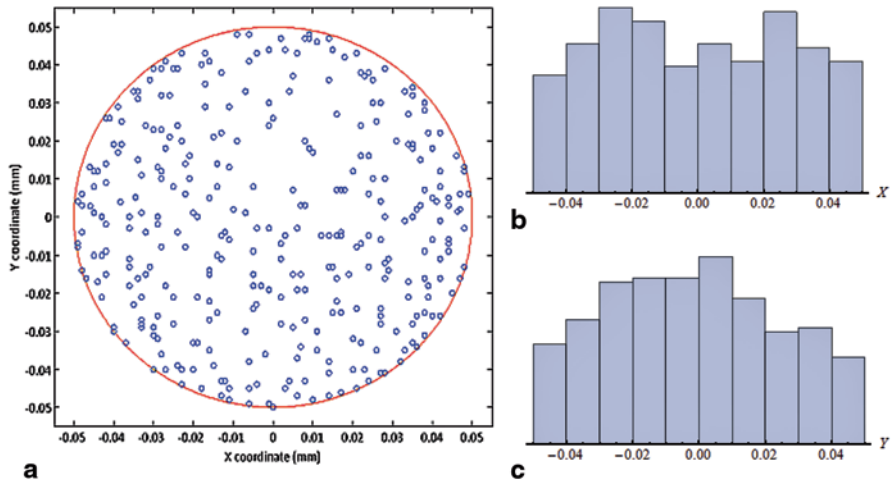 0.05
0.04
0.03
0.02
0.01
0
-0.01
-0.02
-0.03
-0.04
-0.05
Y coordinate (mm)
-0.05 -0.04 -0.03 -0.02 -0.01 0 0.01 0.02 0.03 0.04 0.05
X coordinate (mm)
a
−0.04 −0.02 0.00 0.02 0.04 X
b
−0.04 −0.02 0.00 0.02 0.04 Y
c